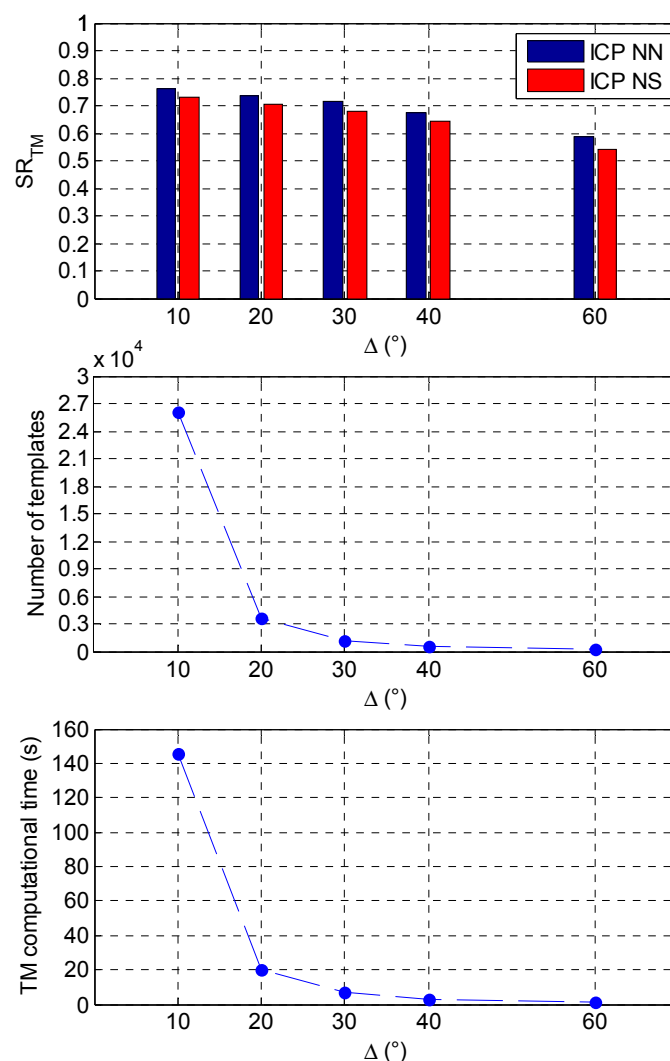 1
0.9
0.8
0.7
0.6
0.5
0.4
0.3
0.2
0.1
0
SR_TM
ICP NN
ICP NS
10 20 30 40 60
Δ (°)
x 10^4
3
2.7
2.4
2.1
1.8
1.5
1.2
0.9
0.6
0.3
0
Number of templates
10 20 30 40 60
Δ (°)
160
140
120
100
80
60
40
20
0
TM computational time (s)
10 20 30 40 60
Δ (°)